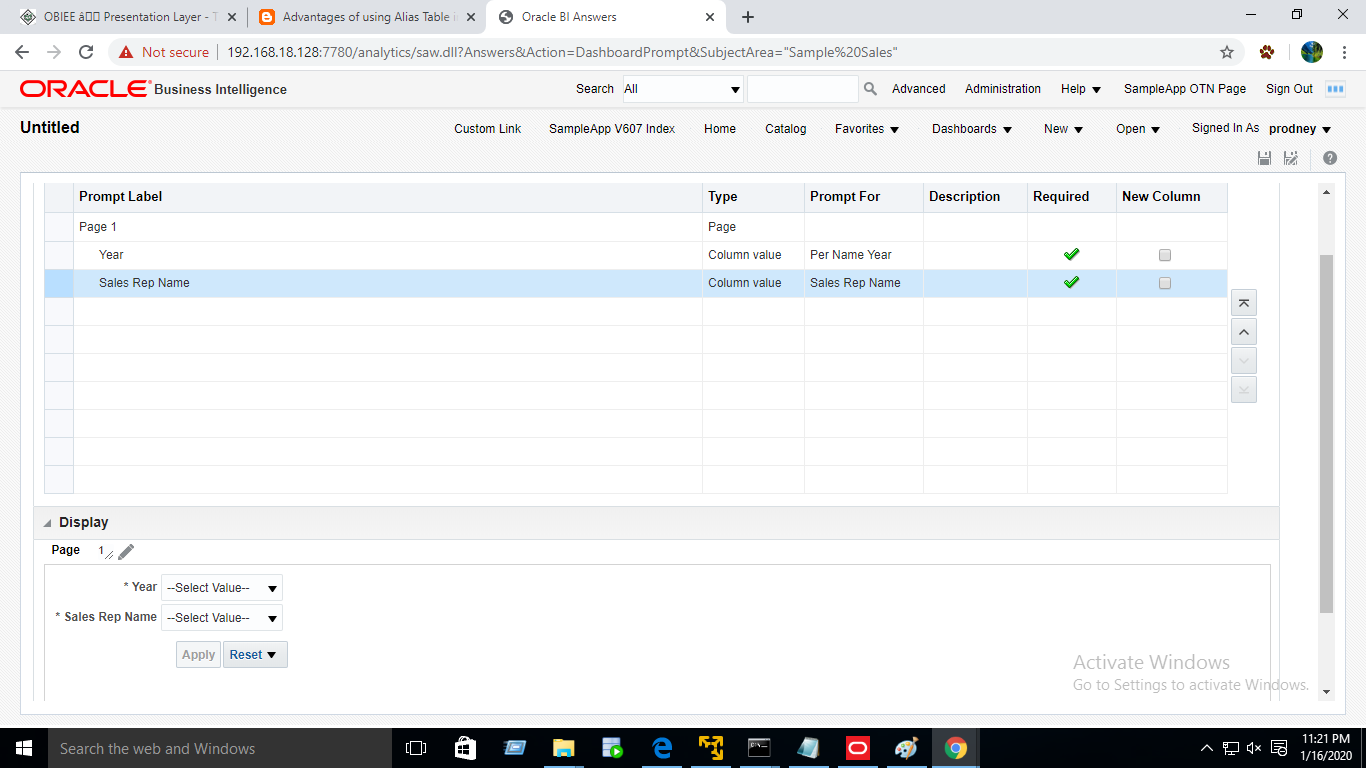 OBIEE â Presentation Layer - T
Advantages of using Alias Table i
Oracle BI Answers
Not secure
192.168.18.128:7780/analytics/saw.dll?Answers&Action=DashboardPrompt&SubjectArea="Sample%20Sales"
ORACLE Business Intelligence
Search All
Advanced
Administration
Help
SampleApp OTN Page
Sign Out
Untitled
Custom Link
SampleApp V607 Index
Home
Catalog
Favorites
Dashboards
New
Open
Signed In As prodney
Prompt Label Type Prompt For Description Required New Column
Page 1 Page
Year Column value Per Name Year
Sales Rep Name Column value Sales Rep Name
Display
Page 1
* Year --Select Value--
* Sales Rep Name --Select Value--
Apply Reset
Activate Windows
Go to Settings to activate Windows.
Search the web and Windows
11:21 PM
1/16/2020